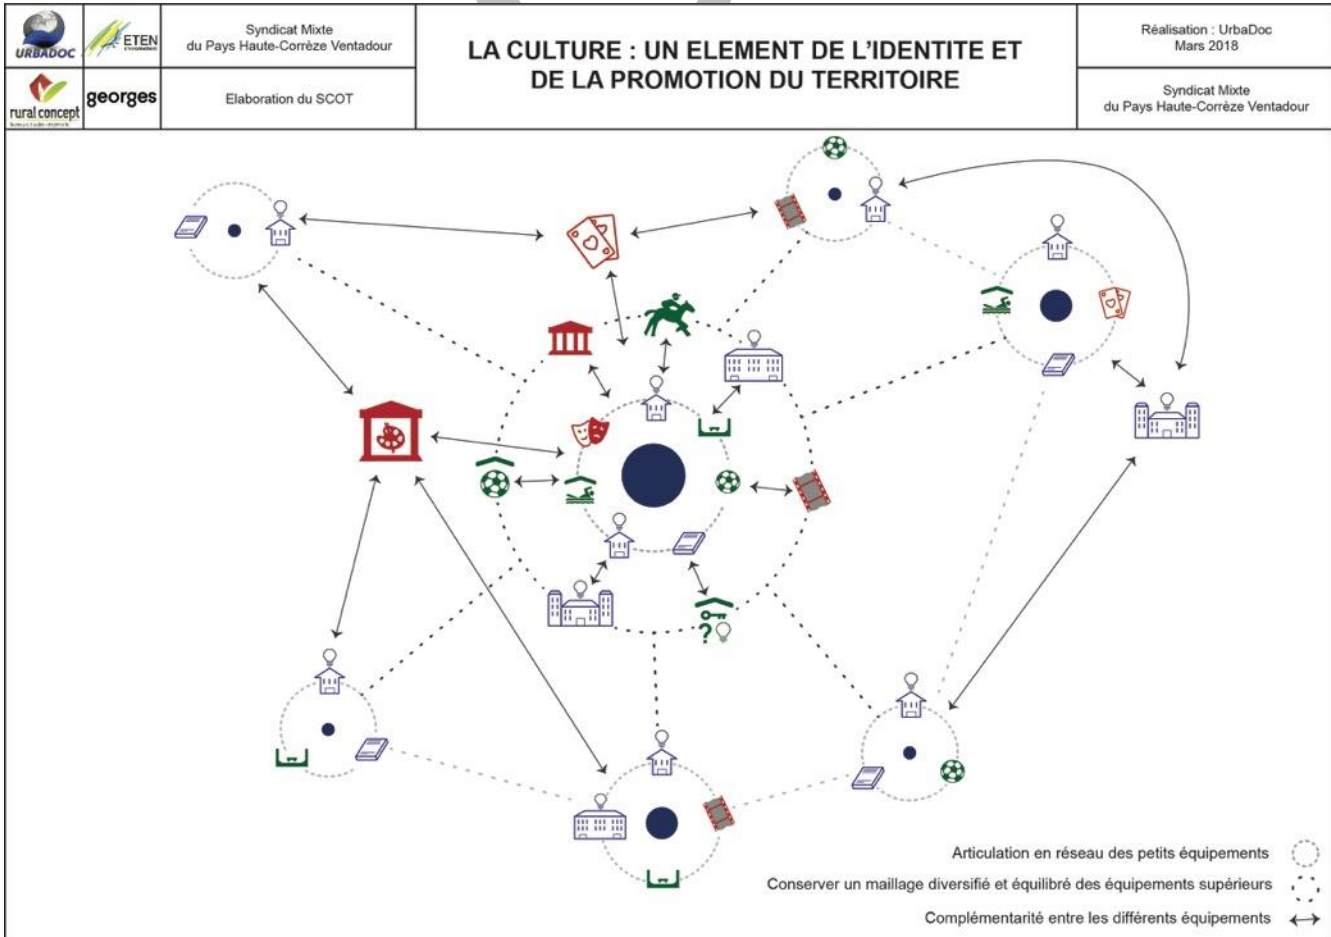 URBADOC
ETEN
Syndicat Mixte
du Pays Haute-Corrèze Ventadour
rural concept
georges
Elaboration du SCOT
LA CULTURE : UN ELEMENT DE L'IDENTITE ET
DE LA PROMOTION DU TERRITOIRE
Réalisation : UrbaDoc
Mars 2018
Syndicat Mixte
du Pays Haute-Corrèze Ventadour
?
Articulation en réseau des petits équipements
Conserver un maillage diversifié et équilibré des équipements supérieurs
Complémentarité entre les différents équipements